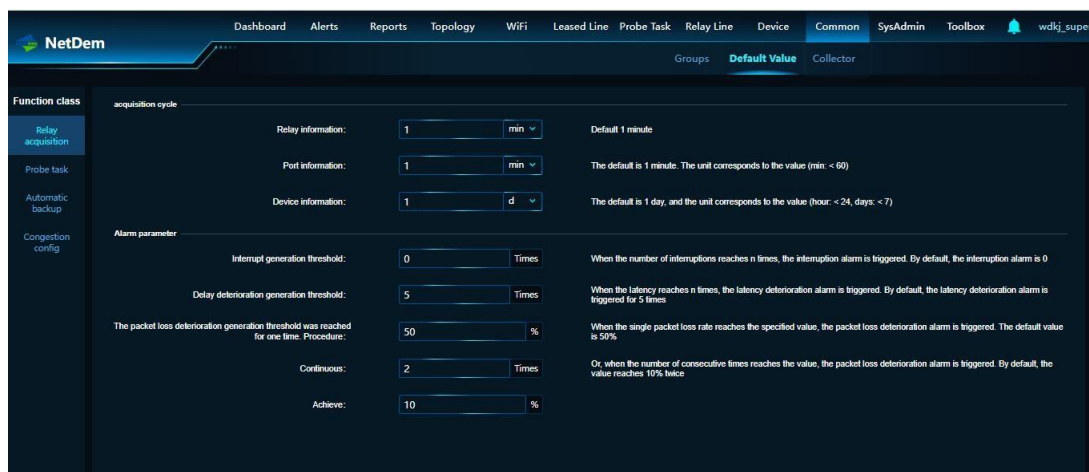 NetDem
Dashboard Alerts Reports Topology WiFi Leased Line Probe Task Relay Line Device Common SysAdmin Toolbox wdkj_supe
Groups Default Value Collector
Function class
Relay
acquisition
Probe task
Automatic
backup
Congestion
config
acquisition cycle
Relay information: 1 min Default 1 minute
Port information: 1 min The default is 1 minute. The unit corresponds to the value (min: < 60)
Device information: 1 d The default is 1 day, and the unit corresponds to the value (hour: < 24, days: < 7)
Alarm parameter
Interrupt generation threshold: 0 Times When the number of interruptions reaches n times, the interruption alarm is triggered. By default, the interruption alarm is 0
Delay deterioration generation threshold: 5 Times When the latency reaches n times, the latency deterioration alarm is triggered. By default, the latency deterioration alarm is
triggered for 5 times
The packet loss deterioration generation threshold was reached
for one time. Procedure: 50 % When the single packet loss rate reaches the specified value, the packet loss deterioration alarm is triggered. The default value
is 50%
Continuous: 2 Times Or, when the number of consecutive times reaches the value, the packet loss deterioration alarm is triggered. By default, the
value reaches 10% twice
Achieve: 10 %